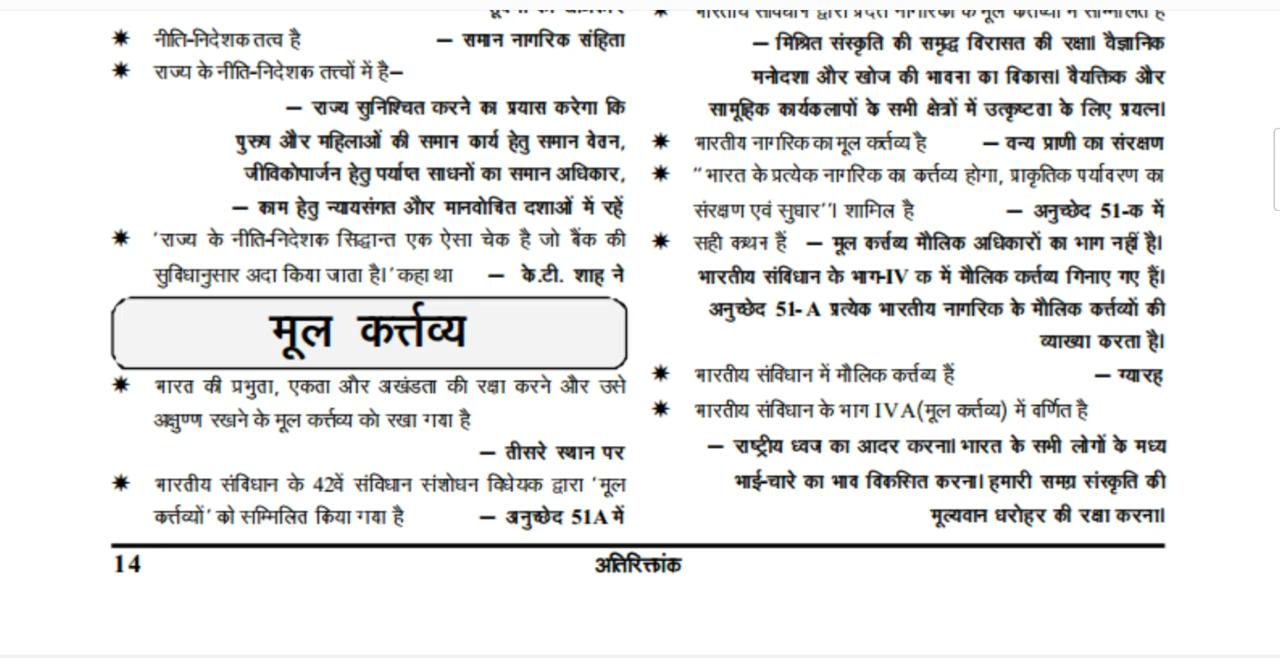 ✷ नीति-निदेशक तत्व है — समान नागरिक संहिता
✷ राज्य के नीति-निदेशक तत्त्वों में है–
— राज्य सुनिश्चित करने का प्रयास करेगा कि
पुरुष और महिलाओं की समान कार्य हेतु समान वेतन,
जीविकोपार्जन हेतु पर्याप्त साधनों का समान अधिकार,
— काम हेतु न्यायसंगत और मानवोचित दशाओं में रहें
✷ 'राज्य के नीति-निदेशक सिद्धान्त एक ऐसा चेक है जो बैंक की
सुविधानुसार अदा किया जाता है।' कहा था — के.टी. शाह ने
मूल कर्त्तव्य
✷ भारत की प्रभुता, एकता और अखंडता की रक्षा करने और उसे
अक्षुण्ण रखने के मूल कर्त्तव्य को रखा गया है
— तीसरे स्थान पर
✷ भारतीय संविधान के 42वें संविधान संशोधन विधेयक द्वारा 'मूल
कर्त्तव्यों' को सम्मिलित किया गया है — अनुच्छेद 51A में
✷ भारतीय संविधान द्वारा प्रदत्त नागरिकों के मूल कर्तव्यों में सम्मिलित है
— मिश्रित संस्कृति की समृद्ध विरासत की रक्षा। वैज्ञानिक
मनोदशा और खोज की भावना का विकास। वैयक्तिक और
सामूहिक कार्यकलापों के सभी क्षेत्रों में उत्कृष्टता के लिए प्रयत्न।
✷ भारतीय नागरिक का मूल कर्त्तव्य है — वन्य प्राणी का संरक्षण
✷ "भारत के प्रत्येक नागरिक का कर्त्तव्य होगा, प्राकृतिक पर्यावरण का
संरक्षण एवं सुधार''। शामिल है — अनुच्छेद 51-क में
✷ सही कथन हैं — मूल कर्त्तव्य मौलिक अधिकारों का भाग नहीं है।
भारतीय संविधान के भाग-IV क में मौलिक कर्त्तव्य गिनाए गए हैं।
अनुच्छेद 51- A प्रत्येक भारतीय नागरिक के मौलिक कर्त्तव्यों की
व्याख्या करता है।
✷ भारतीय संविधान में मौलिक कर्त्तव्य हैं — ग्यारह
✷ भारतीय संविधान के भाग IVA(मूल कर्त्तव्य) में वर्णित है
— राष्ट्रीय ध्वज का आदर करना। भारत के सभी लोगों के मध्य
भाई-चारे का भाव विकसित करना। हमारी समग्र संस्कृति की
मूल्यवान धरोहर की रक्षा करना।
14 अतिरिक्तांक